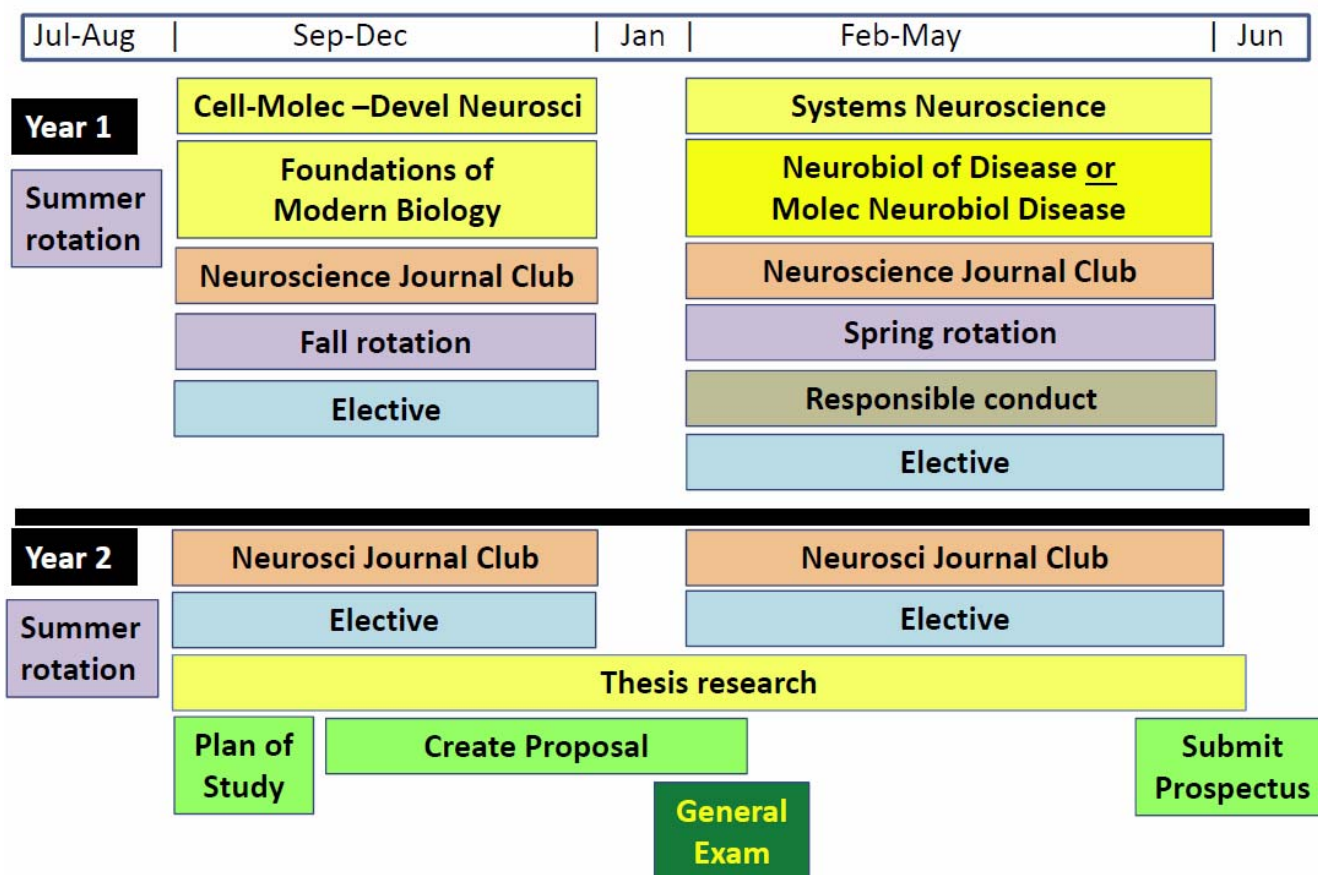 Jul-Aug | Sep-Dec | Jan | Feb-May | Jun
Year 1
Summer
rotation
Cell-Molec –Devel Neurosci
Foundations of
Modern Biology
Neuroscience Journal Club
Fall rotation
Elective
Systems Neuroscience
Neurobiol of Disease or
Molec Neurobiol Disease
Neuroscience Journal Club
Spring rotation
Responsible conduct
Elective
Year 2
Summer
rotation
Neurosci Journal Club
Neurosci Journal Club
Elective
Elective
Thesis research
Plan of
Study
Create Proposal
General
Exam
Submit
Prospectus